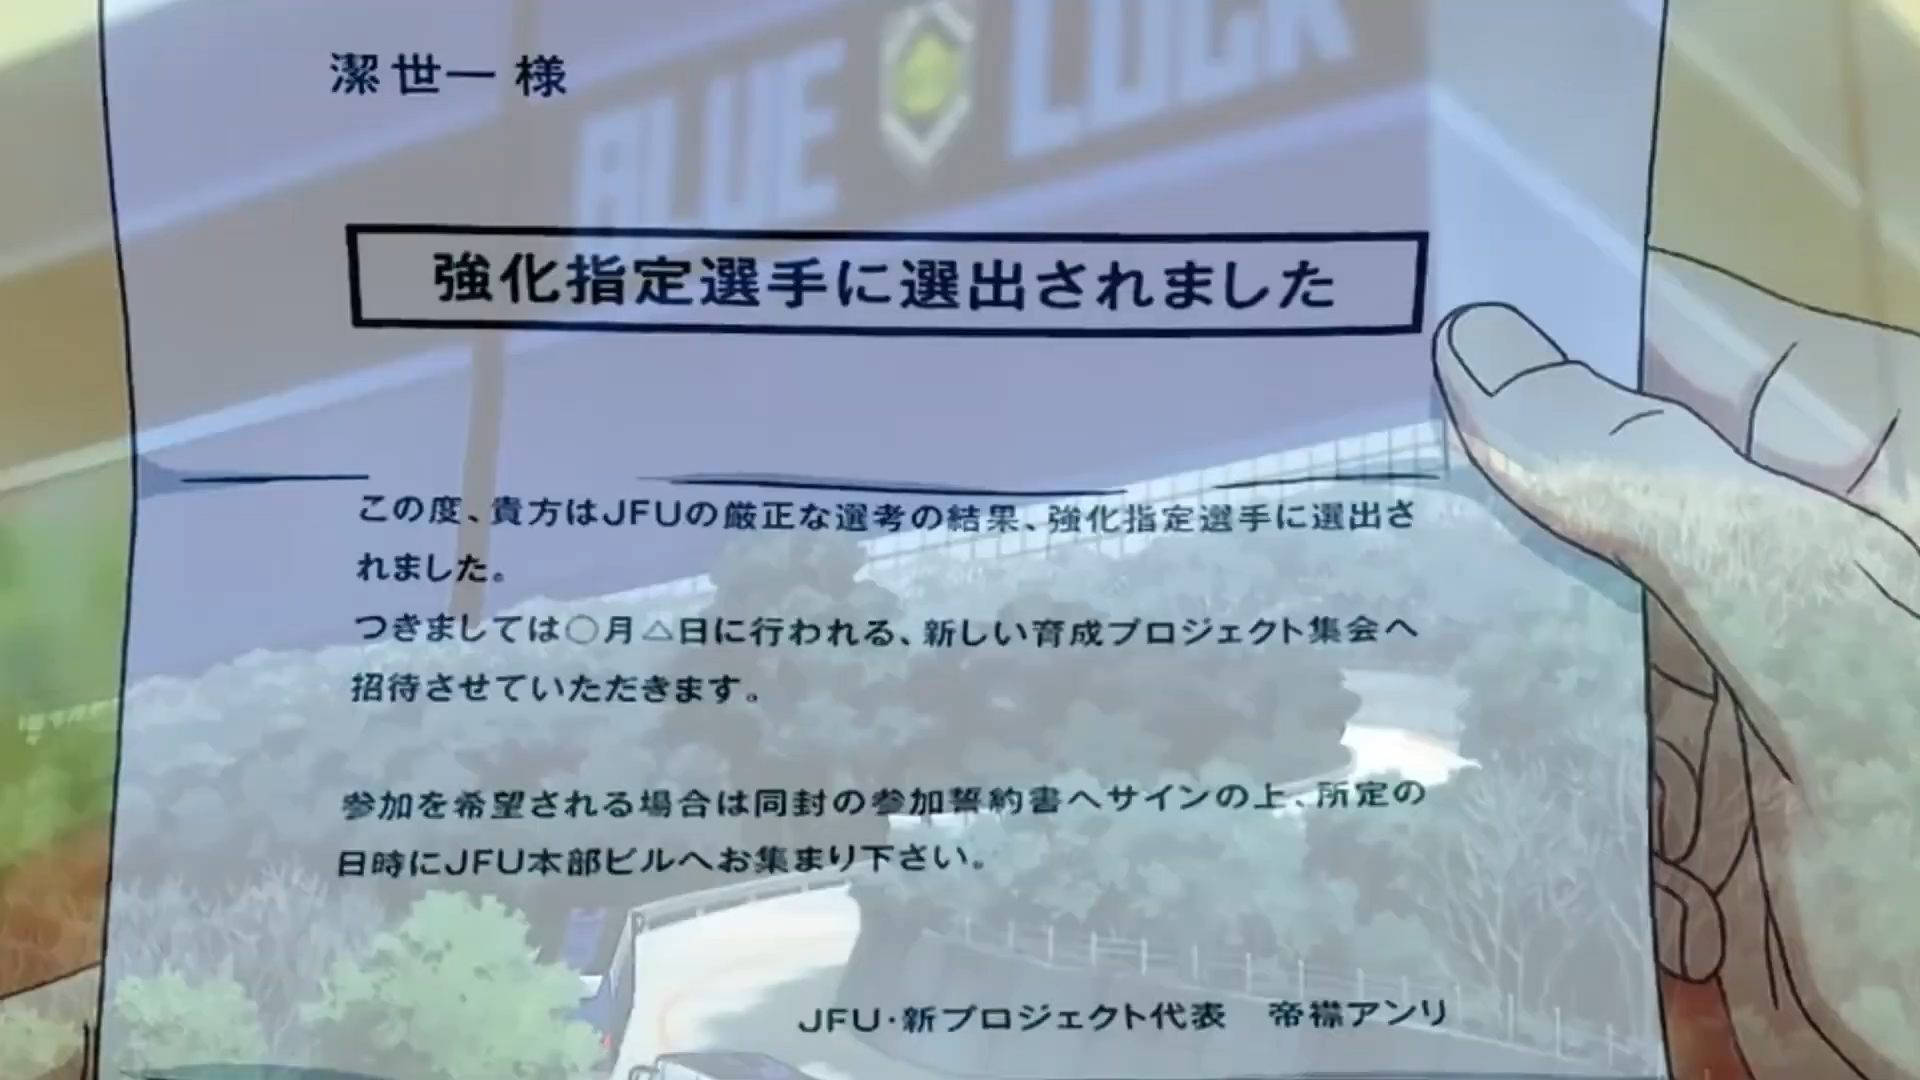 BLUE LOCK
潔 世一 様
強化指定選手に選出されました
この度、貴方はJFUの厳正な選考の結果、強化指定選手に選出さ
れました。
つきましては○月△日に行われる、新しい育成プロジェクト集会へ
招待させていただきます。
参加を希望される場合は同封の参加誓約書へサインの上、所定の
日時にJFU本部ビルへお集まり下さい。
JFU・新プロジェクト代表　帝襟アンリ